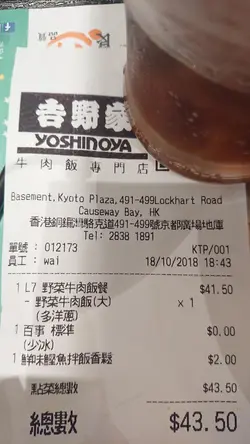 吉野家
YOSHINOYA
牛肉飯專門店
Basement,Kyoto Plaza,491-499Lockhart Road
Causeway Bay, HK
香港銅鑼灣駱克道491-499號京都廣場地庫
Tel: 2838 1891
單號 : 012173 KTP/001
員工 : wai 18/10/2018 18:43
1 L7 野菜牛肉飯餐 $41.50
- 野菜牛肉飯(大) x 1
(多洋蔥)
1 百事 標準 $0.00
(少冰)
1 鮮味鰹魚拌飯香鬆 $2.00
點菜總數 $43.50
總數 $43.50